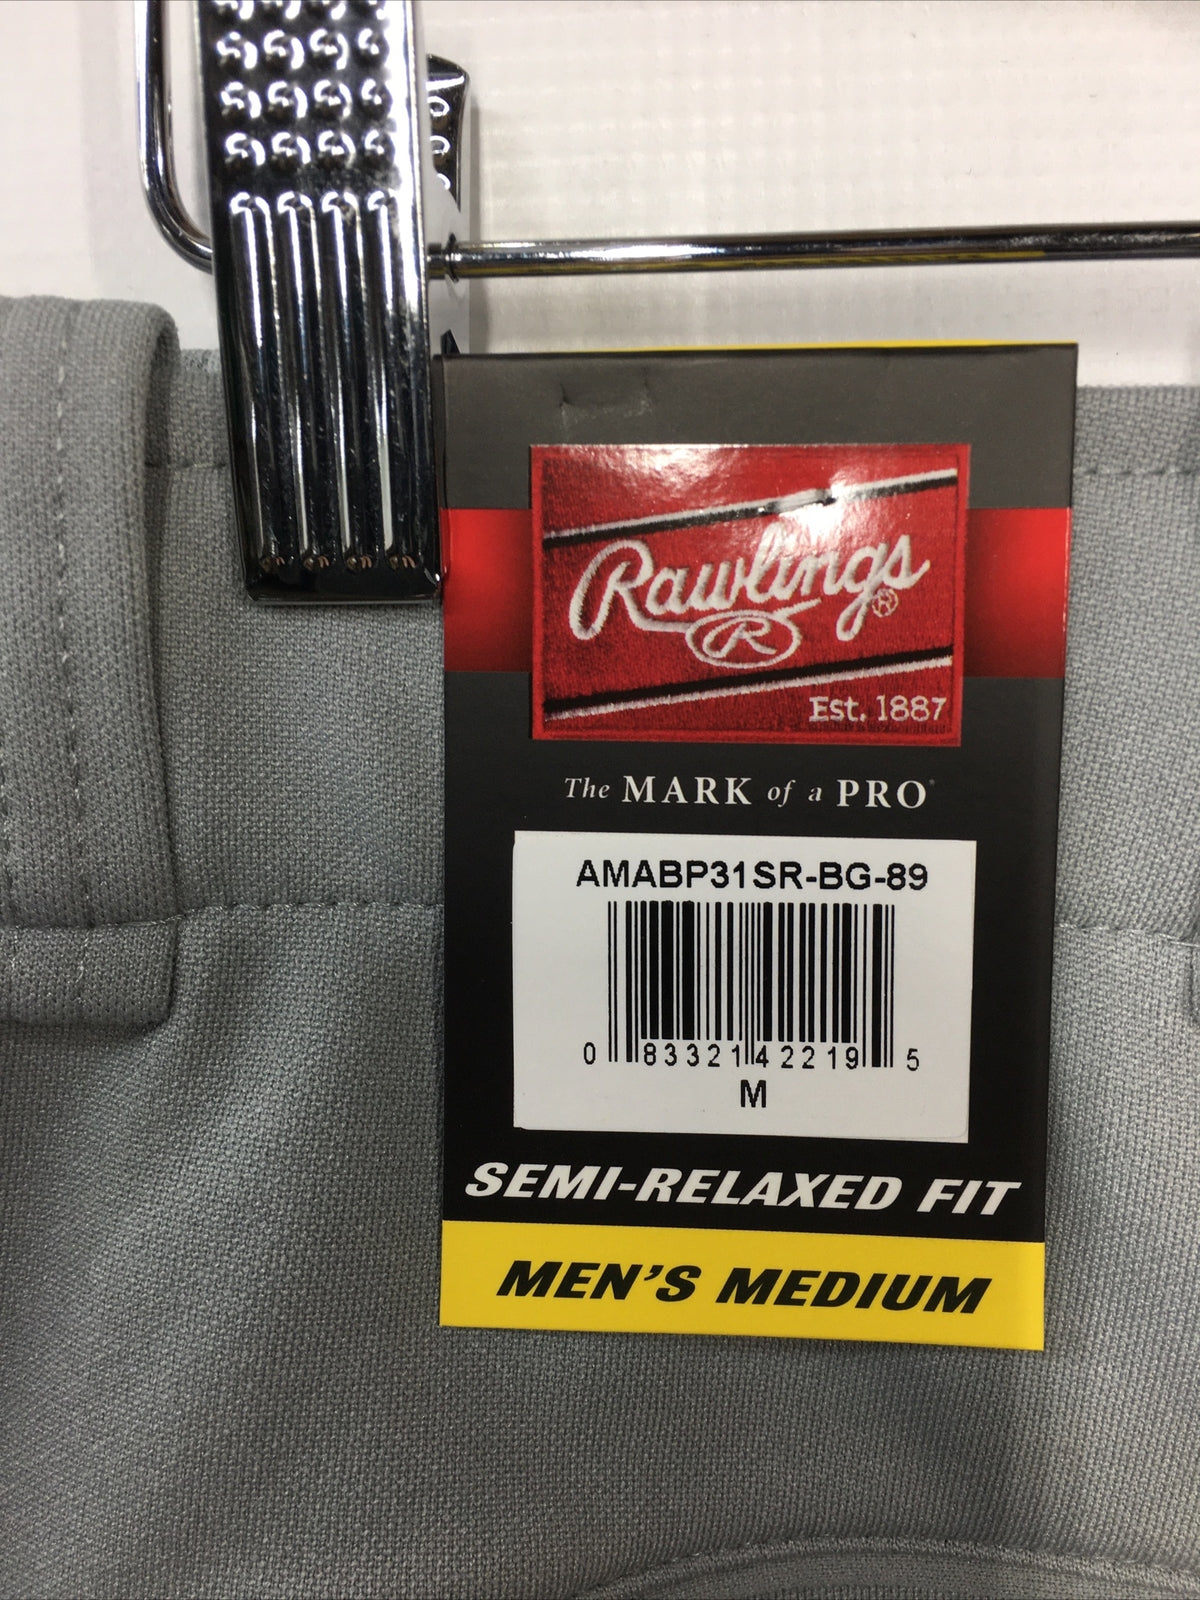 Rawlings®
R
Est. 1887
The MARK of a PRO®
AMABP31SR-BG-89
0 83321 42219 5
M
SEMI-RELAXED FIT
MEN'S MEDIUM